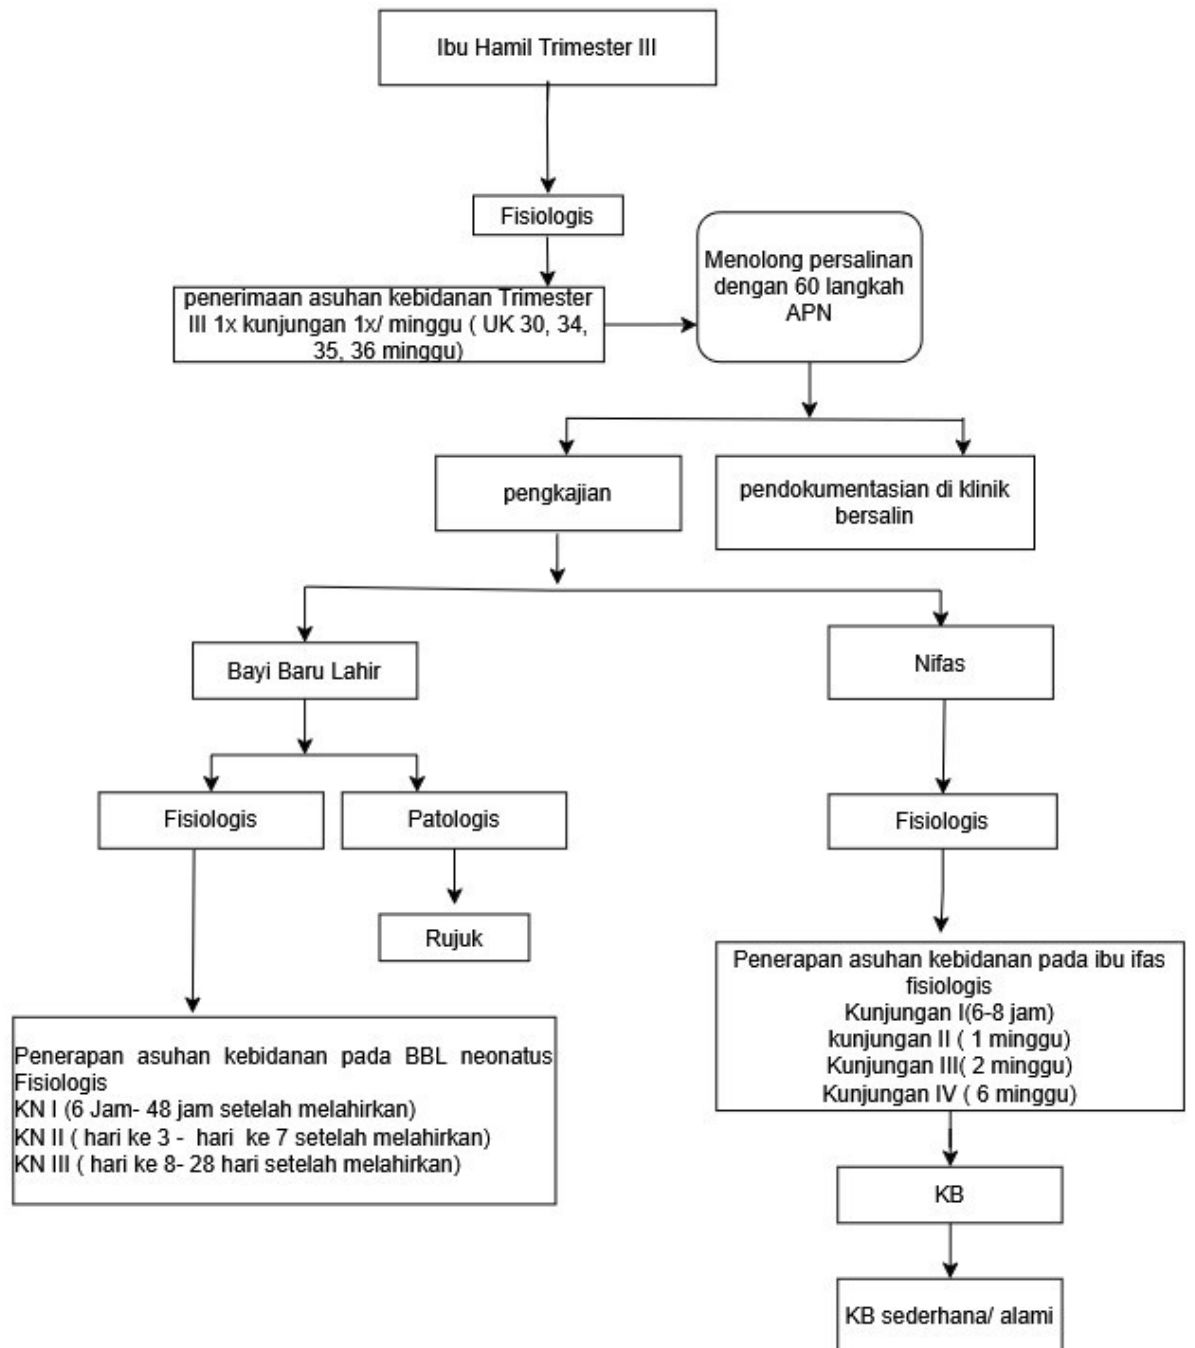 Ibu Hamil Trimester III
Fisiologis
Menolong persalinan
dengan 60 langkah
APN
penerimaan asuhan kebidanan Trimester
III 1x kunjungan 1x/ minggu ( UK 30, 34,
35, 36 minggu)
pengkajian
pendokumentasian di klinik
bersalin
Bayi Baru Lahir
Nifas
Fisiologis
Patologis
Fisiologis
Rujuk
Penerapan asuhan kebidanan pada ibu ifas
fisiologis
Kunjungan I(6-8 jam)
kunjungan II ( 1 minggu)
Kunjungan III( 2 minggu)
Kunjungan IV ( 6 minggu)
Penerapan asuhan kebidanan pada BBL neonatus
Fisiologis
KN I (6 Jam- 48 jam setelah melahirkan)
KN II ( hari ke 3 - hari ke 7 setelah melahirkan)
KN III ( hari ke 8- 28 hari setelah melahirkan)
KB
KB sederhana/ alami